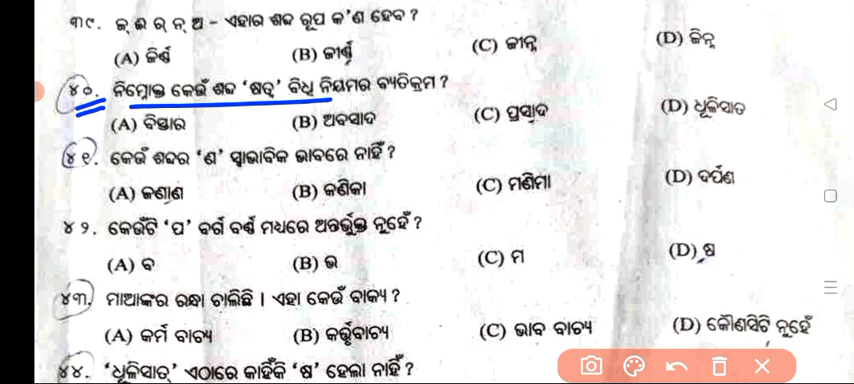 ୩୯. ଜ୍ ଈ ର୍ ନ୍ ଅ - ଏହାର ଶବ୍ଦ ରୂପ କ'ଣ ହେବ ?
(A) ଜିର୍ଣ୍ଣ (B) ଜୀର୍ଣ୍ଣ (C) ଜୀନ୍ନ (D) ଜିନ୍ନ
୪୦. ନିମ୍ନୋକ୍ତ କେଉଁ ଶବ୍ଦ 'ଷତ୍ୱ' ବିଧି ନିୟମର ବ୍ୟତିକ୍ରମ ?
(A) ବିସ୍ତାର (B) ଅବସାଦ (C) ପ୍ରସାଦ (D) ଧୂଳିସାତ
୪୧. କେଉଁ ଶବ୍ଦର 'ଣ' ସ୍ୱାଭାବିକ ଭାବରେ ନାହିଁ ?
(A) କଣାଣ (B) କଣିକା (C) ମଣିମା (D) ଦର୍ପଣ
୪୨. କେଉଁଟି 'ପ' ବର୍ଗ ବର୍ଣ୍ଣ ମଧ୍ୟରେ ଅନ୍ତର୍ଭୁକ୍ତ ନୁହେଁ ?
(A) ବ (B) ଭ (C) ମ (D) ଷ
୪୩. ମାଆଙ୍କର ରନ୍ଧା ଚାଲିଛି । ଏହା କେଉଁ ବାକ୍ୟ ?
(A) କର୍ମ ବାଚ୍ୟ (B) କର୍ତ୍ତୃବାଚ୍ୟ (C) ଭାବ ବାଚ୍ୟ (D) କୌଣସିଟି ନୁହେଁ
୪୪. 'ଧୂଳିସାତ୍' ଏଠାରେ କାହିଁକି 'ଷ' ହେଲା ନାହିଁ ?